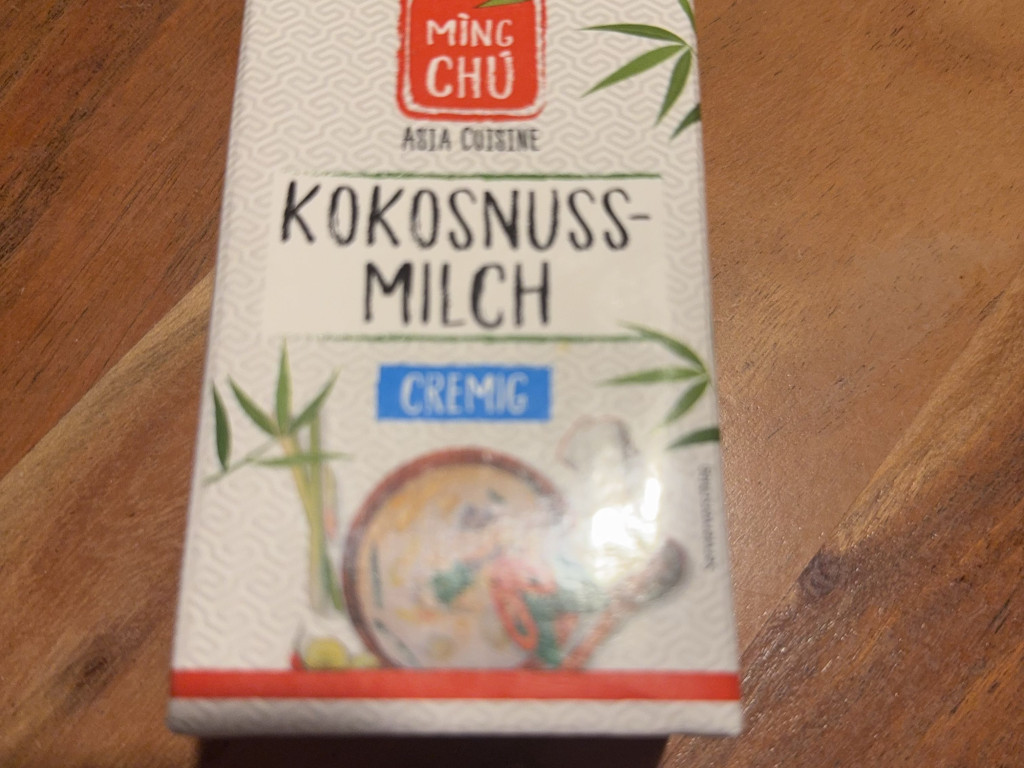 MÌNG
CHÚ
ASIA CUISINE
KOKOSNUSS-
MILCH
CREMIG